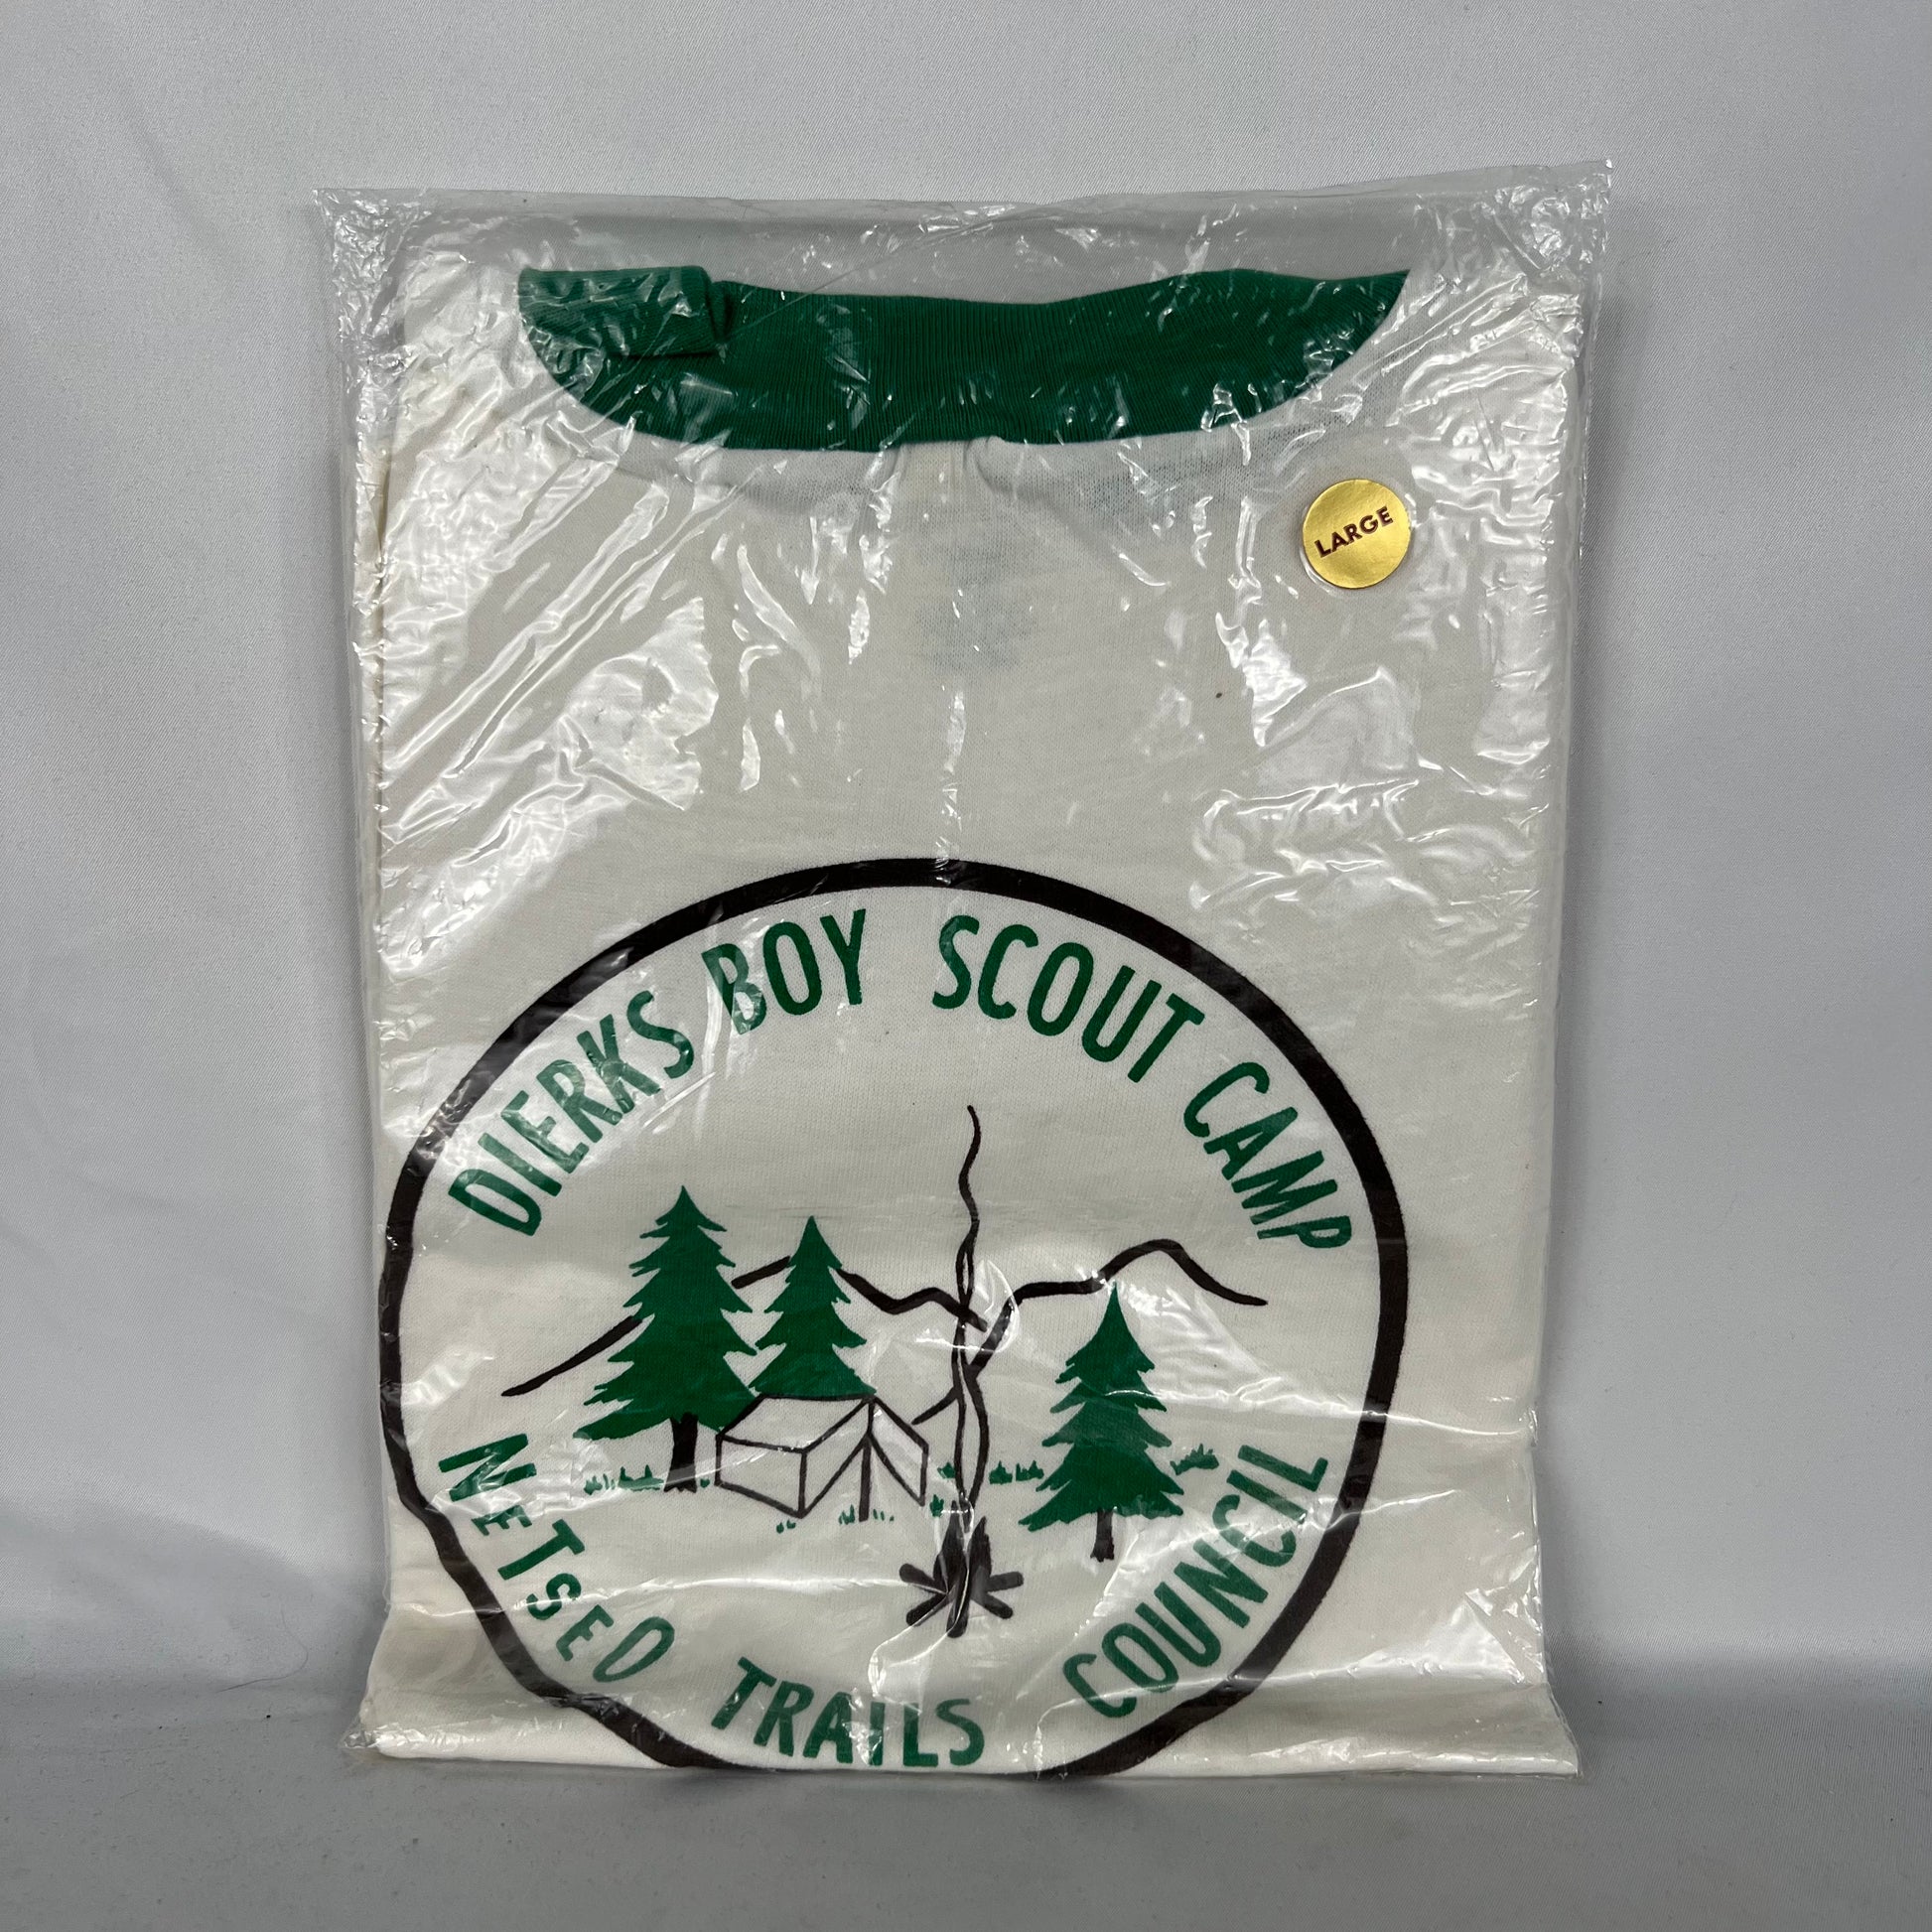 LARGE
DIERKS BOY SCOUT CAMP
NETSEO TRAILS COUNCIL